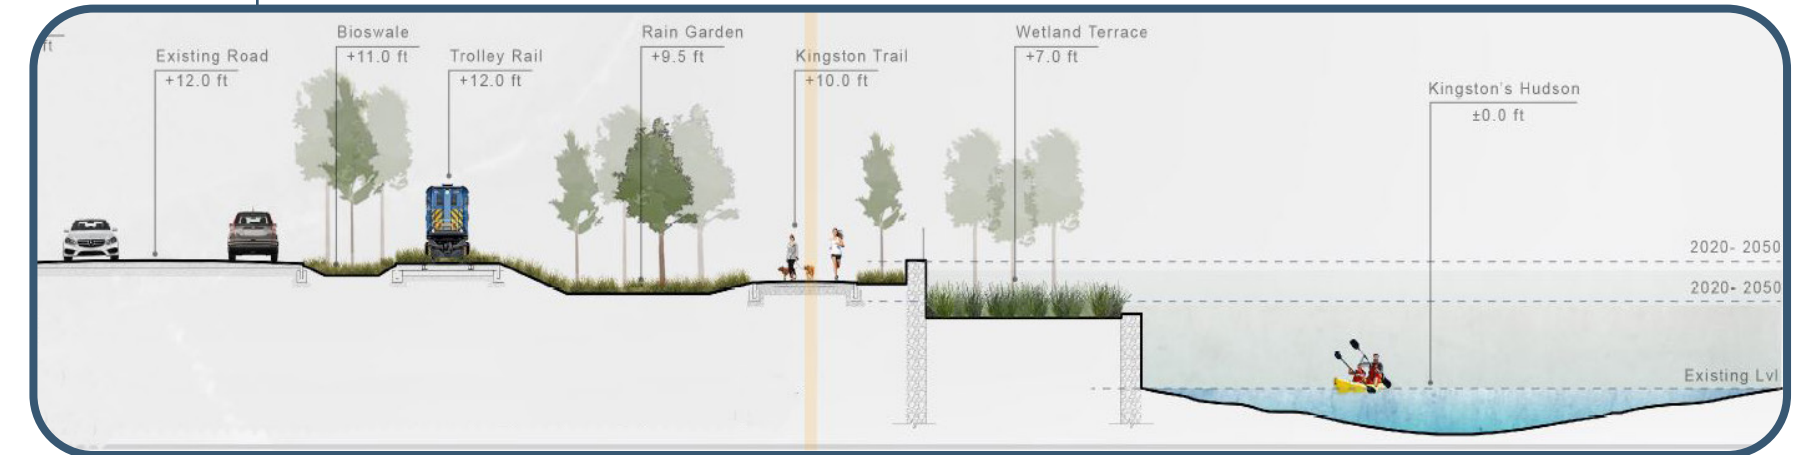 ft
Existing Road
+12.0 ft
Bioswale
+11.0 ft
Trolley Rail
+12.0 ft
Rain Garden
+9.5 ft
Kingston Trail
+10.0 ft
Wetland Terrace
+7.0 ft
Kingston's Hudson
±0.0 ft
2020- 2050
2020- 2050
Existing Lvl